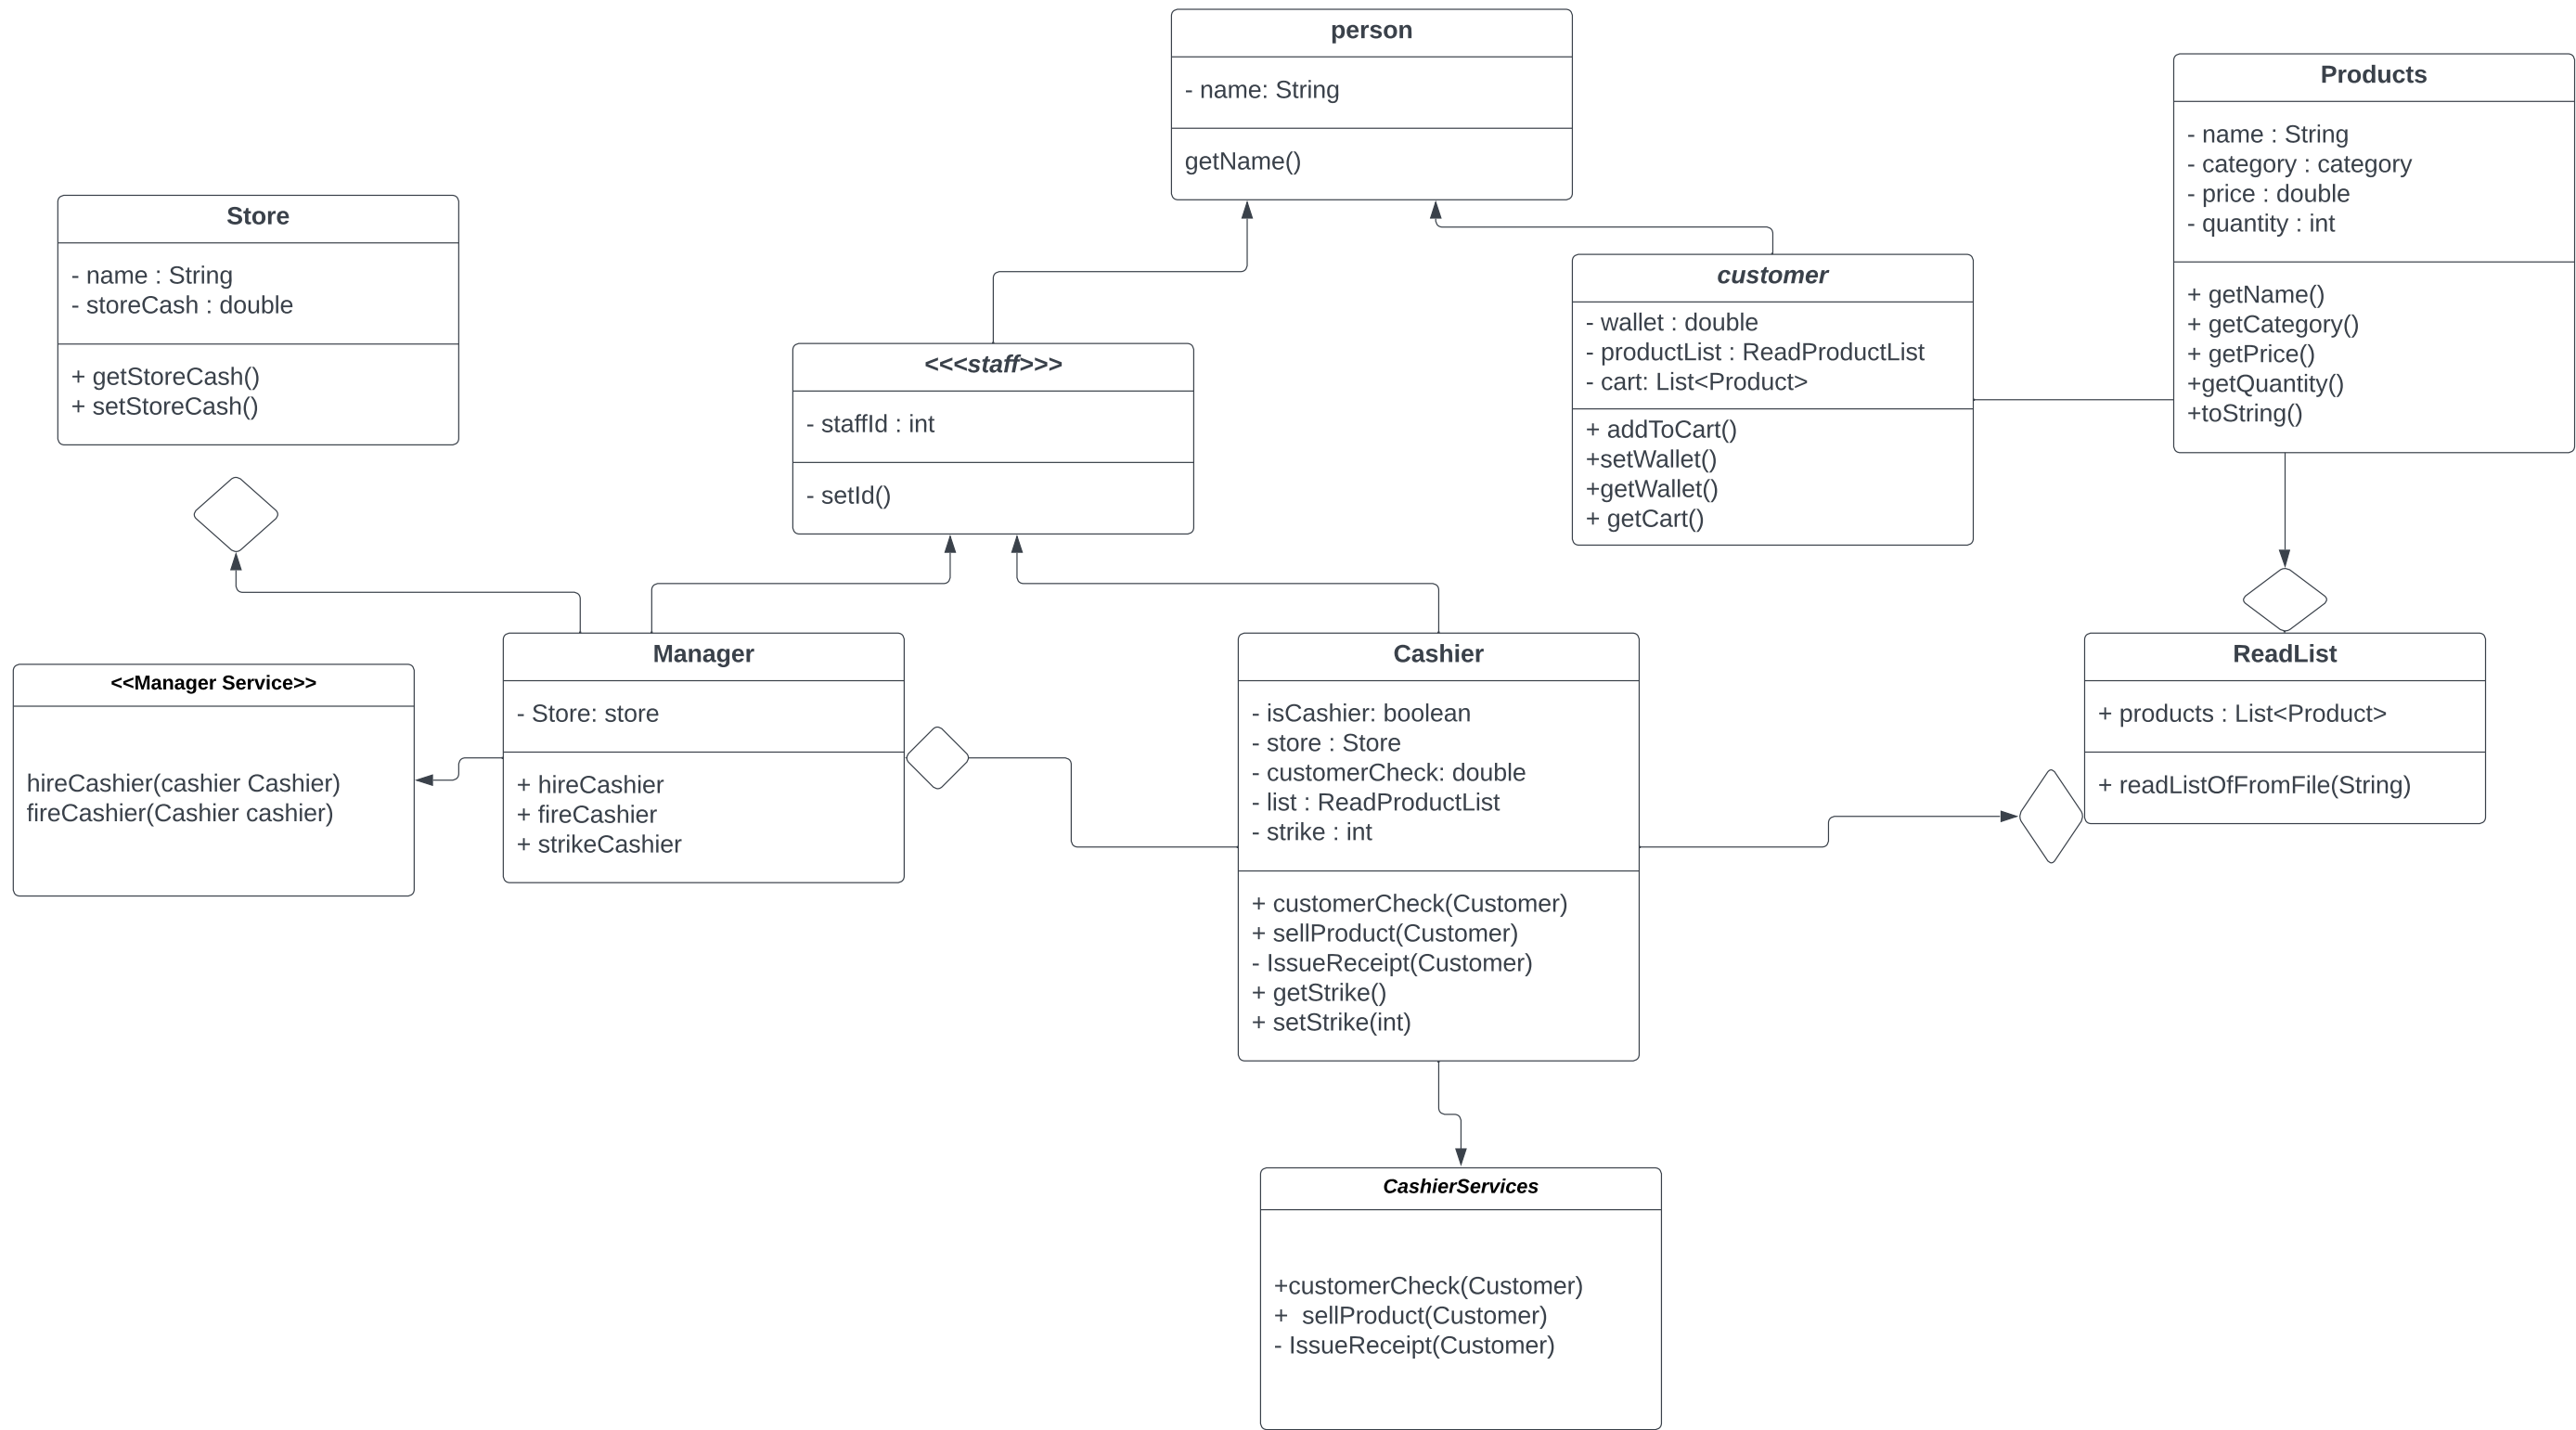 person
- name: String
getName()
Products
- name : String
- category : category
- price : double
- quantity : int
+ getName()
+ getCategory()
+ getPrice()
+getQuantity()
+toString()
Store
- name : String
- storeCash : double
+ getStoreCash()
+ setStoreCash()
customer
- wallet : double
- productList : ReadProductList
- cart: List<Product>
+ addToCart()
+setWallet()
+getWallet()
+ getCart()
<<<staff>>>
- staffId : int
- setId()
<<Manager Service>>
hireCashier(cashier Cashier)
fireCashier(Cashier cashier)
Manager
- Store: store
+ hireCashier
+ fireCashier
+ strikeCashier
Cashier
- isCashier: boolean
- store : Store
- customerCheck: double
- list : ReadProductList
- strike : int
+ customerCheck(Customer)
+ sellProduct(Customer)
- IssueReceipt(Customer)
+ getStrike()
+ setStrike(int)
ReadList
+ products : List<Product>
+ readListOfFromFile(String)
CashierServices
+customerCheck(Customer)
+  sellProduct(Customer)
- IssueReceipt(Customer)